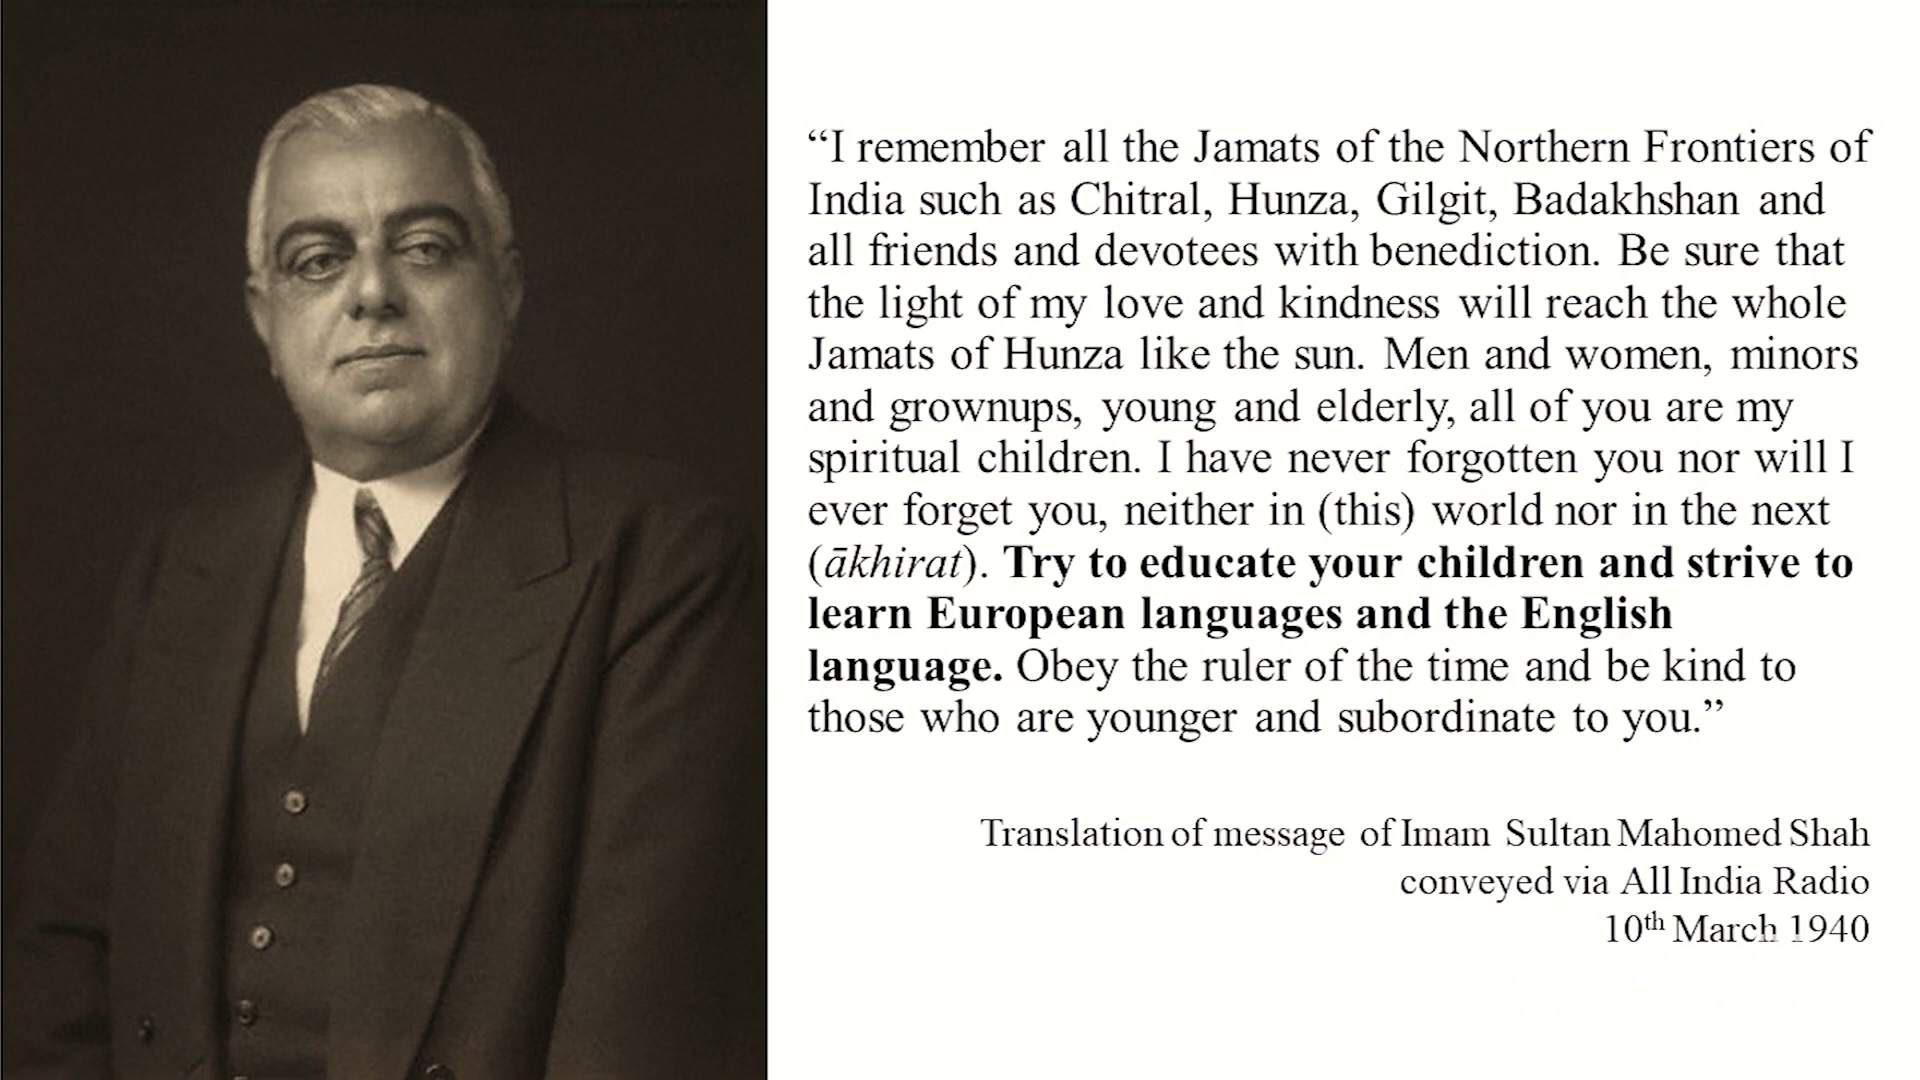 “I remember all the Jamats of the Northern Frontiers of
India such as Chitral, Hunza, Gilgit, Badakhshan and
all friends and devotees with benediction. Be sure that
the light of my love and kindness will reach the whole
Jamats of Hunza like the sun. Men and women, minors
and grownups, young and elderly, all of you are my
spiritual children. I have never forgotten you nor will I
ever forget you, neither in (this) world nor in the next
(ākhirat). Try to educate your children and strive to
learn European languages and the English
language. Obey the ruler of the time and be kind to
those who are younger and subordinate to you.”
Translation of message of Imam Sultan Mahomed Shah
conveyed via All India Radio
10th March 1940